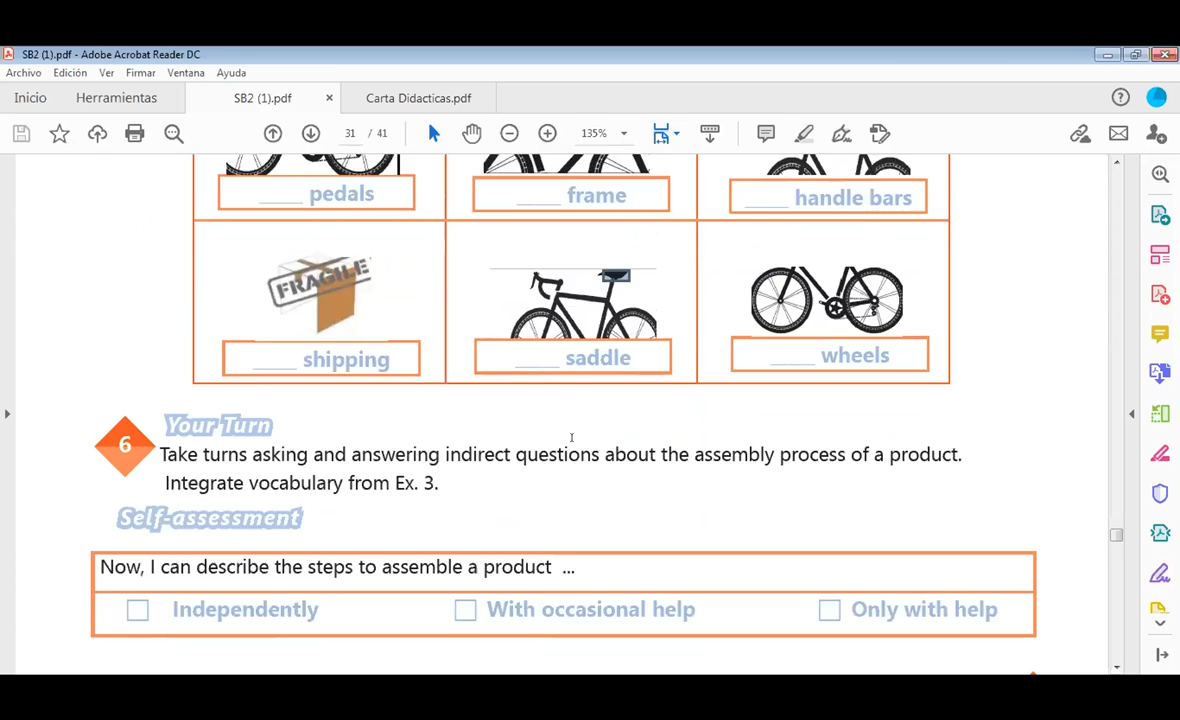 SB2 (1).pdf - Adobe Acrobat Reader DC
Archivo Edición Ver Firmar Ventana Ayuda
Inicio Herramientas SB2 (1).pdf × Carta Didacticas.pdf
31 / 41 135%
____ pedals ____ frame ____ handle bars
FRAGILE
____ shipping ____ saddle ____ wheels
Your Turn
6 Take turns asking and answering indirect questions about the assembly process of a product.
Integrate vocabulary from Ex. 3.
Self-assessment
Now, I can describe the steps to assemble a product ...
Independently With occasional help Only with help